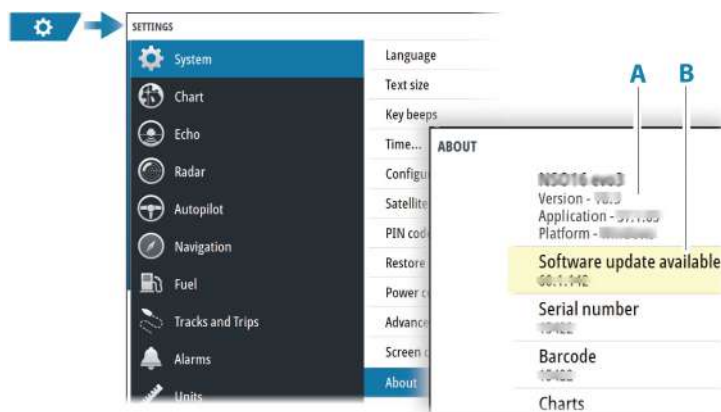 SETTINGS
System
Chart
Echo
Radar
Autopilot
Navigation
Fuel
Tracks and Trips
Alarms
Units
Language
Text size
Key beeps
Time...
Configu
Satellite
PIN cod
Restore
Power c
Advance
Screen c
About
A B
ABOUT
NSO16 evo3
Version -
Application -
Platform -
Software update available
Serial number
Barcode
Charts